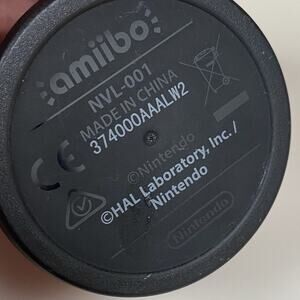 amiibo
NVL-001
MADE IN CHINA
374000AAALW2
©Nintendo
©HAL Laboratory, Inc./
Nintendo
Nintendo